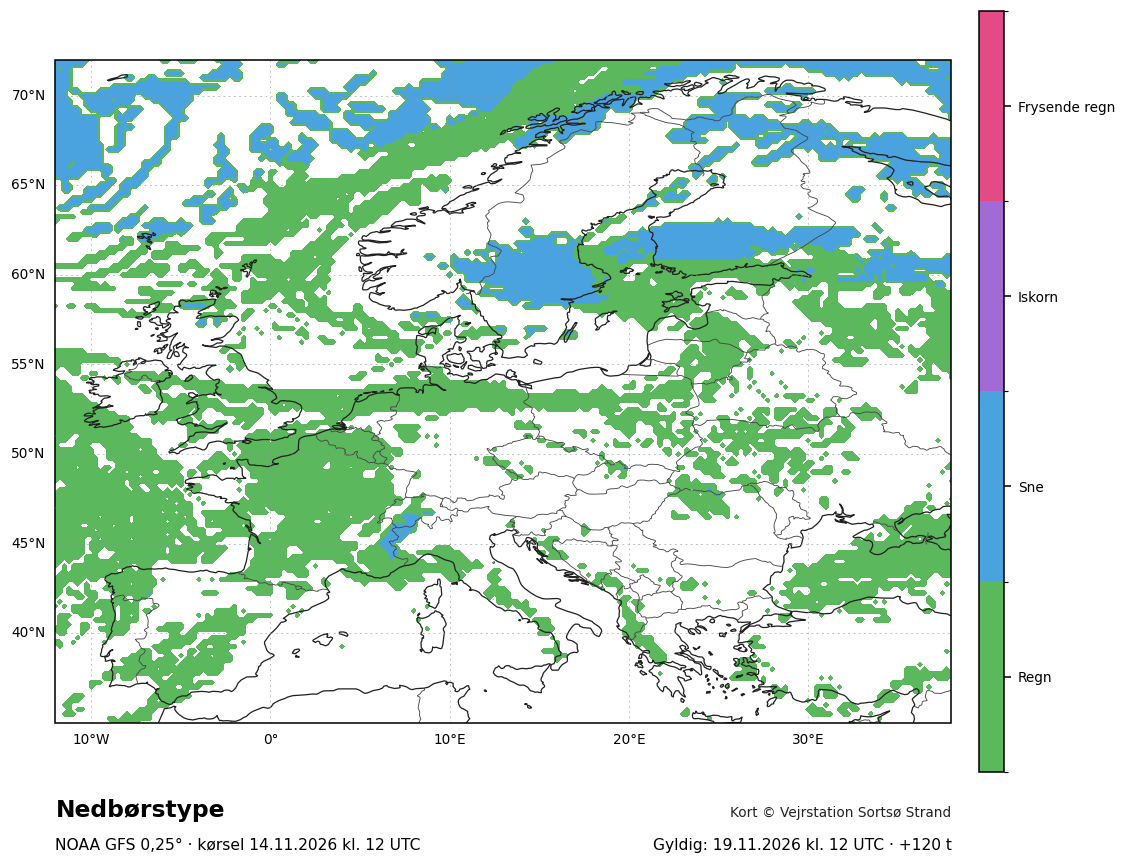 70°N
65°N
60°N
55°N
50°N
45°N
40°N
10°W
0°
10°E
20°E
30°E
Frysende regn
Iskorn
Sne
Regn
Nedbørstype
Kort © Vejrstation Sortsø Strand
NOAA GFS 0,25° · kørsel 14.11.2026 kl. 12 UTC
Gyldig: 19.11.2026 kl. 12 UTC · +120 t